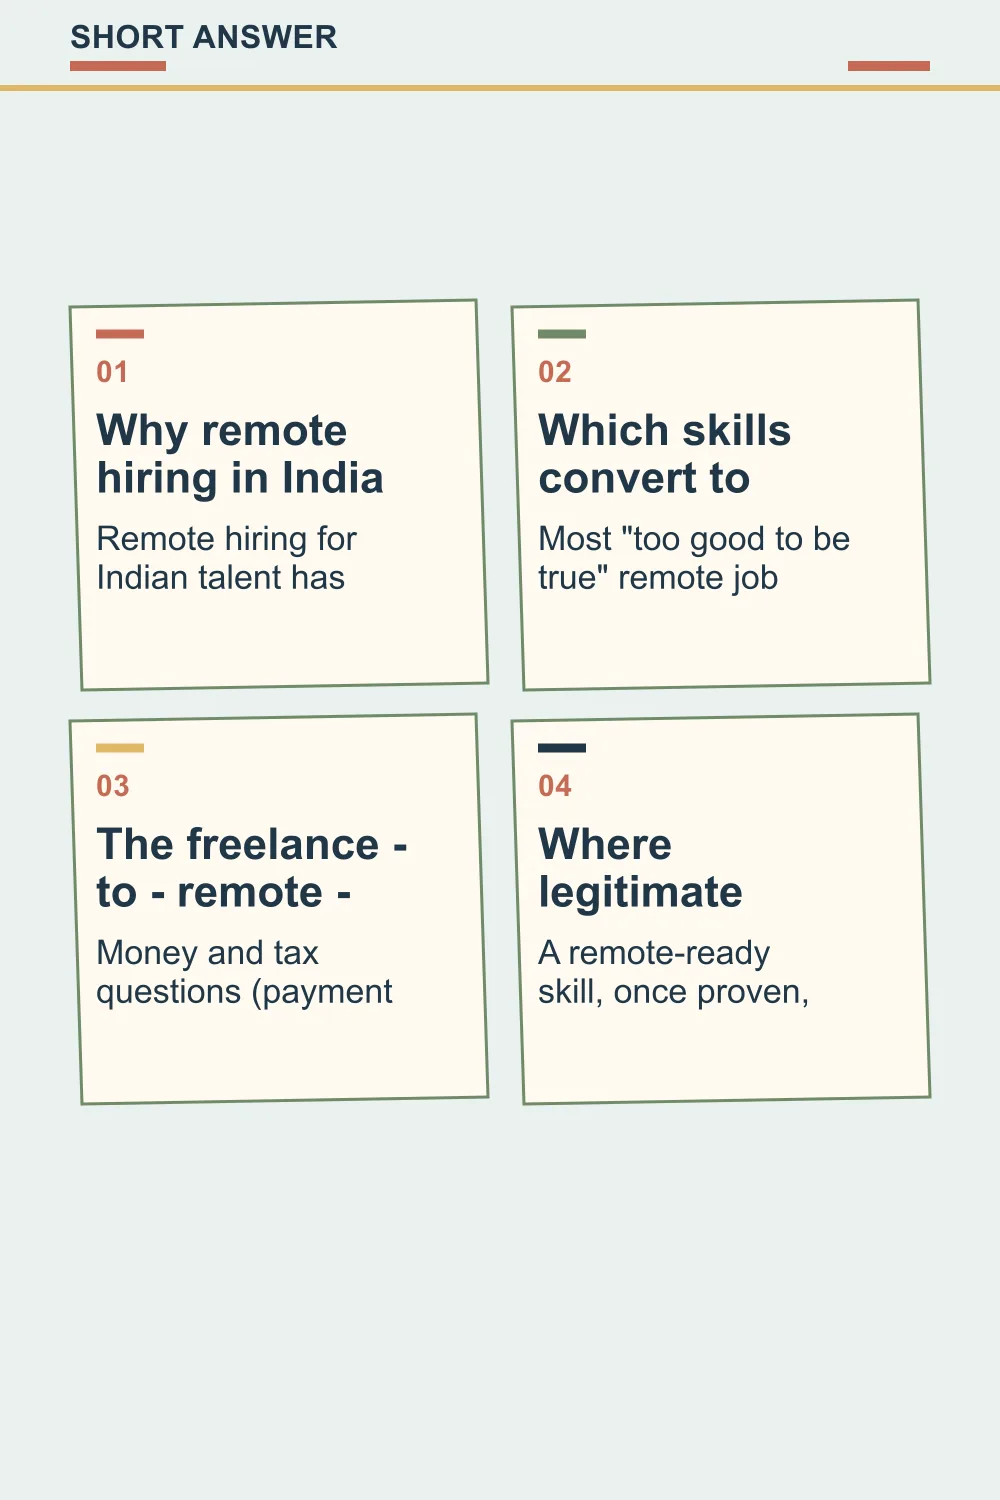 SHORT ANSWER
01
Why remote
hiring in India
Remote hiring for
Indian talent has
02
Which skills
convert to
Most "too good to be
true" remote job
03
The freelance -
to - remote -
Money and tax
questions (payment
04
Where
legitimate
A remote-ready
skill, once proven,